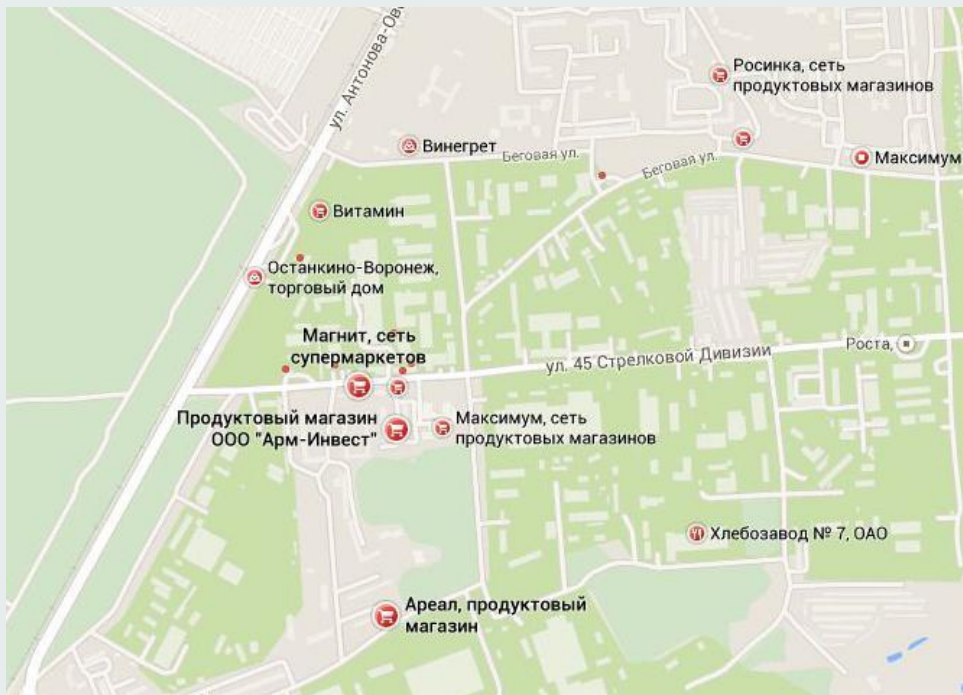 ул. Антонова-Ов
Росинка, сеть
продуктовых магазинов
Винегрет
Беговая ул.
Беговая ул.
Максимум
Витамин
Останкино-Воронеж,
торговый дом
Магнит, сеть
супермаркетов
ул. 45 Стрелковой Дивизии
Роста,
Продуктовый магазин
ООО "Арм-Инвест"
Максимум, сеть
продуктовых магазинов
Хлебозавод № 7, ОАО
Ареал, продуктовый
магазин